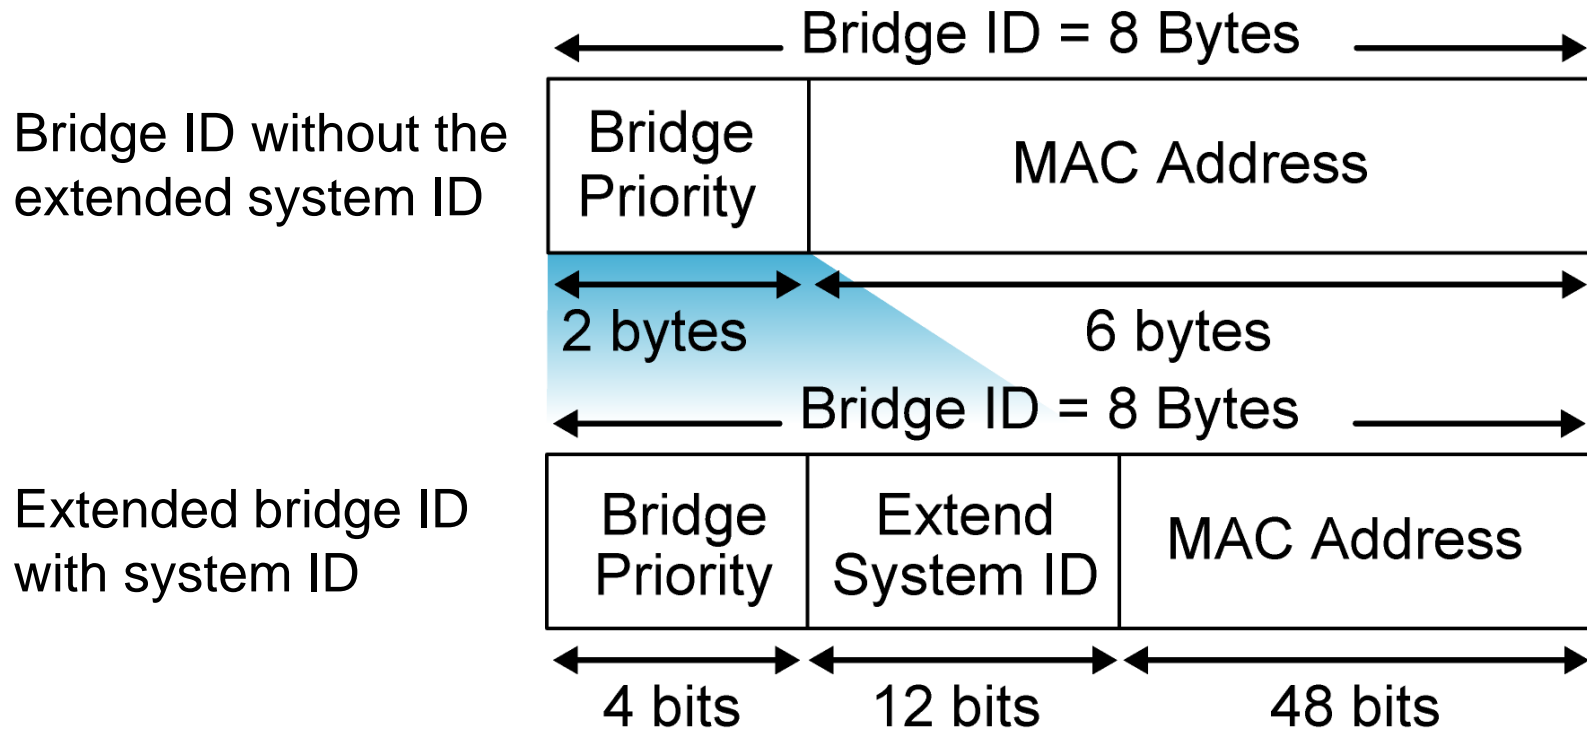 Bridge ID = 8 Bytes
Bridge ID without the
extended system ID
Bridge
Priority
MAC Address
2 bytes
6 bytes
Bridge ID = 8 Bytes
Extended bridge ID
with system ID
Bridge
Priority
Extend
System ID
MAC Address
4 bits
12 bits
48 bits